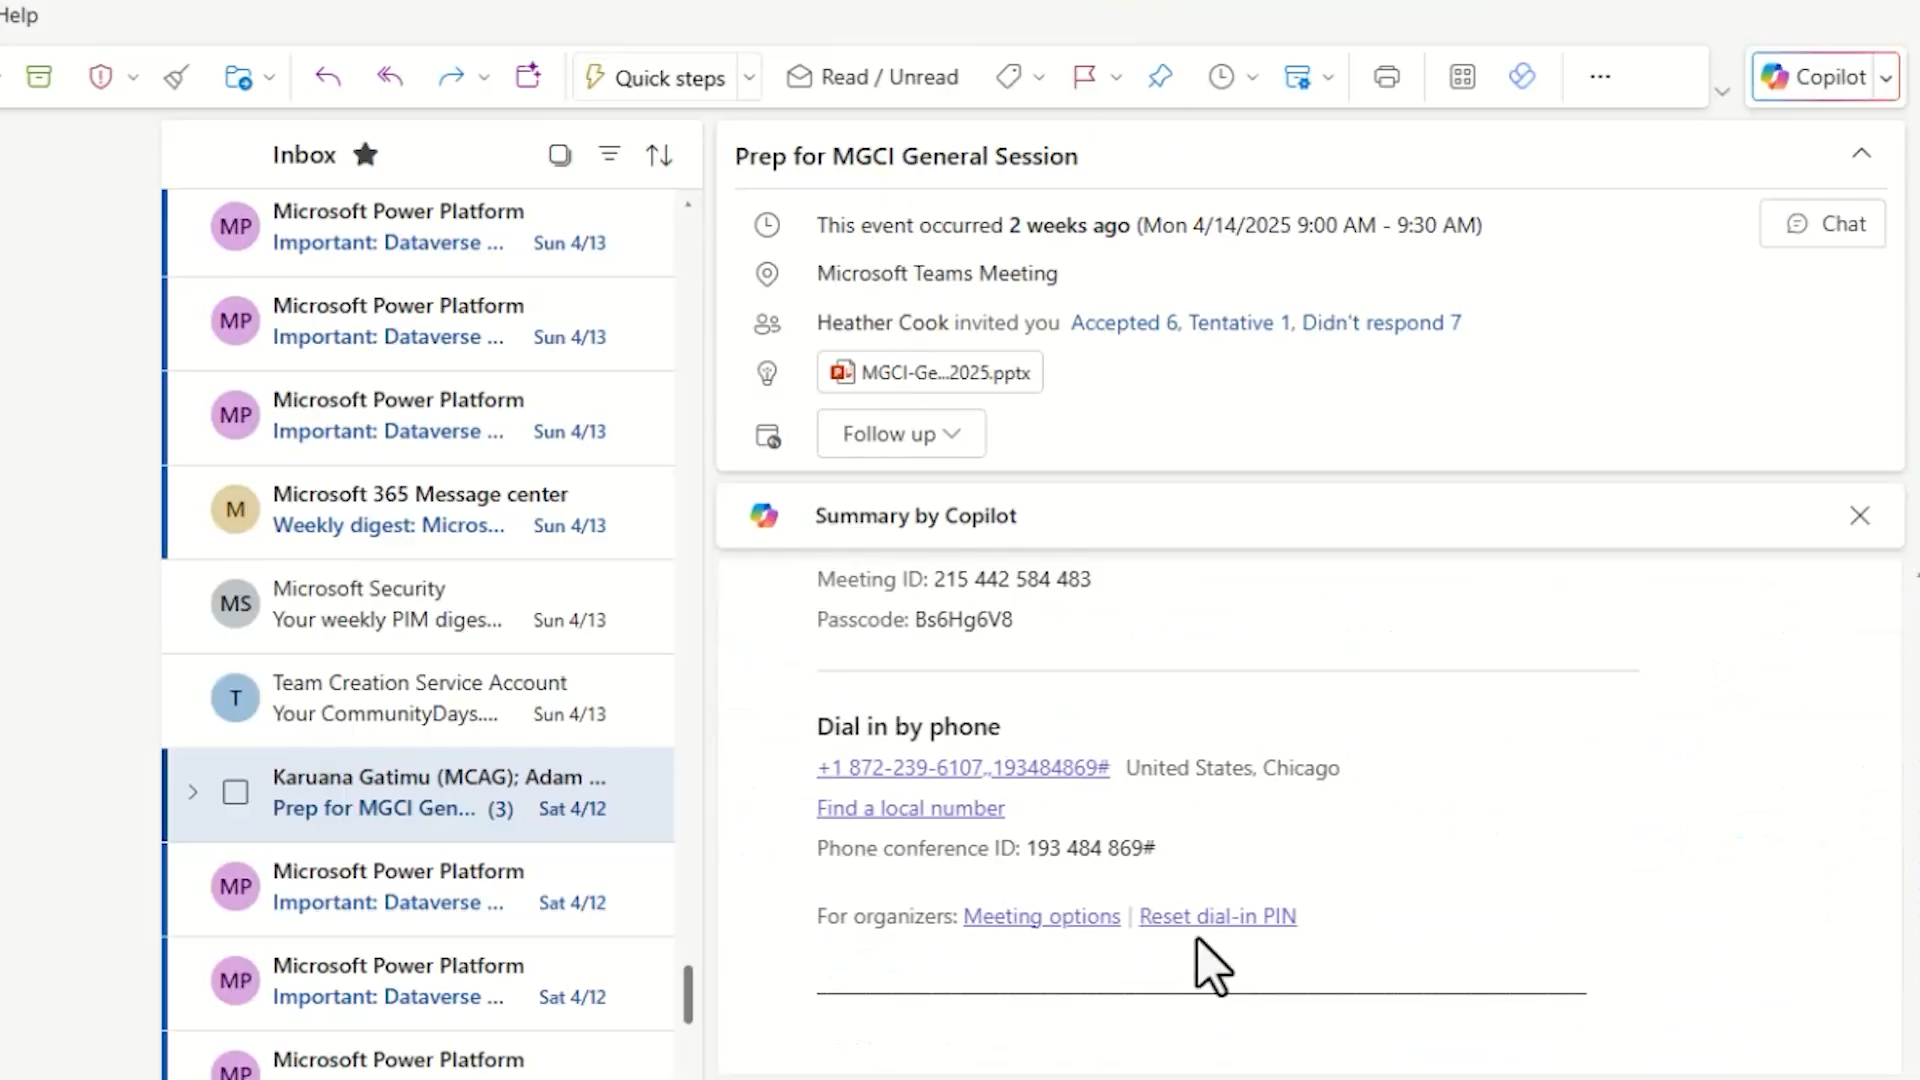 Help
Quick steps
Read / Unread
...
Copilot
Inbox
MP
Microsoft Power Platform
Important: Dataverse ... Sun 4/13
MP
Microsoft Power Platform
Important: Dataverse ... Sun 4/13
MP
Microsoft Power Platform
Important: Dataverse ... Sun 4/13
M
Microsoft 365 Message center
Weekly digest: Micros... Sun 4/13
MS
Microsoft Security
Your weekly PIM diges... Sun 4/13
T
Team Creation Service Account
Your CommunityDays.... Sun 4/13
Karuana Gatimu (MCAG); Adam ...
Prep for MGCI Gen... (3) Sat 4/12
MP
Microsoft Power Platform
Important: Dataverse ... Sat 4/12
MP
Microsoft Power Platform
Important: Dataverse ... Sat 4/12
MP
Microsoft Power Platform
Prep for MGCI General Session
This event occurred 2 weeks ago (Mon 4/14/2025 9:00 AM - 9:30 AM)
Chat
Microsoft Teams Meeting
Heather Cook invited you Accepted 6, Tentative 1, Didn't respond 7
MGCI-Ge...2025.pptx
Follow up
Summary by Copilot
Meeting ID: 215 442 584 483
Passcode: Bs6Hg6V8
Dial in by phone
+1 872-239-6107,,193484869# United States, Chicago
Find a local number
Phone conference ID: 193 484 869#
For organizers: Meeting options | Reset dial-in PIN